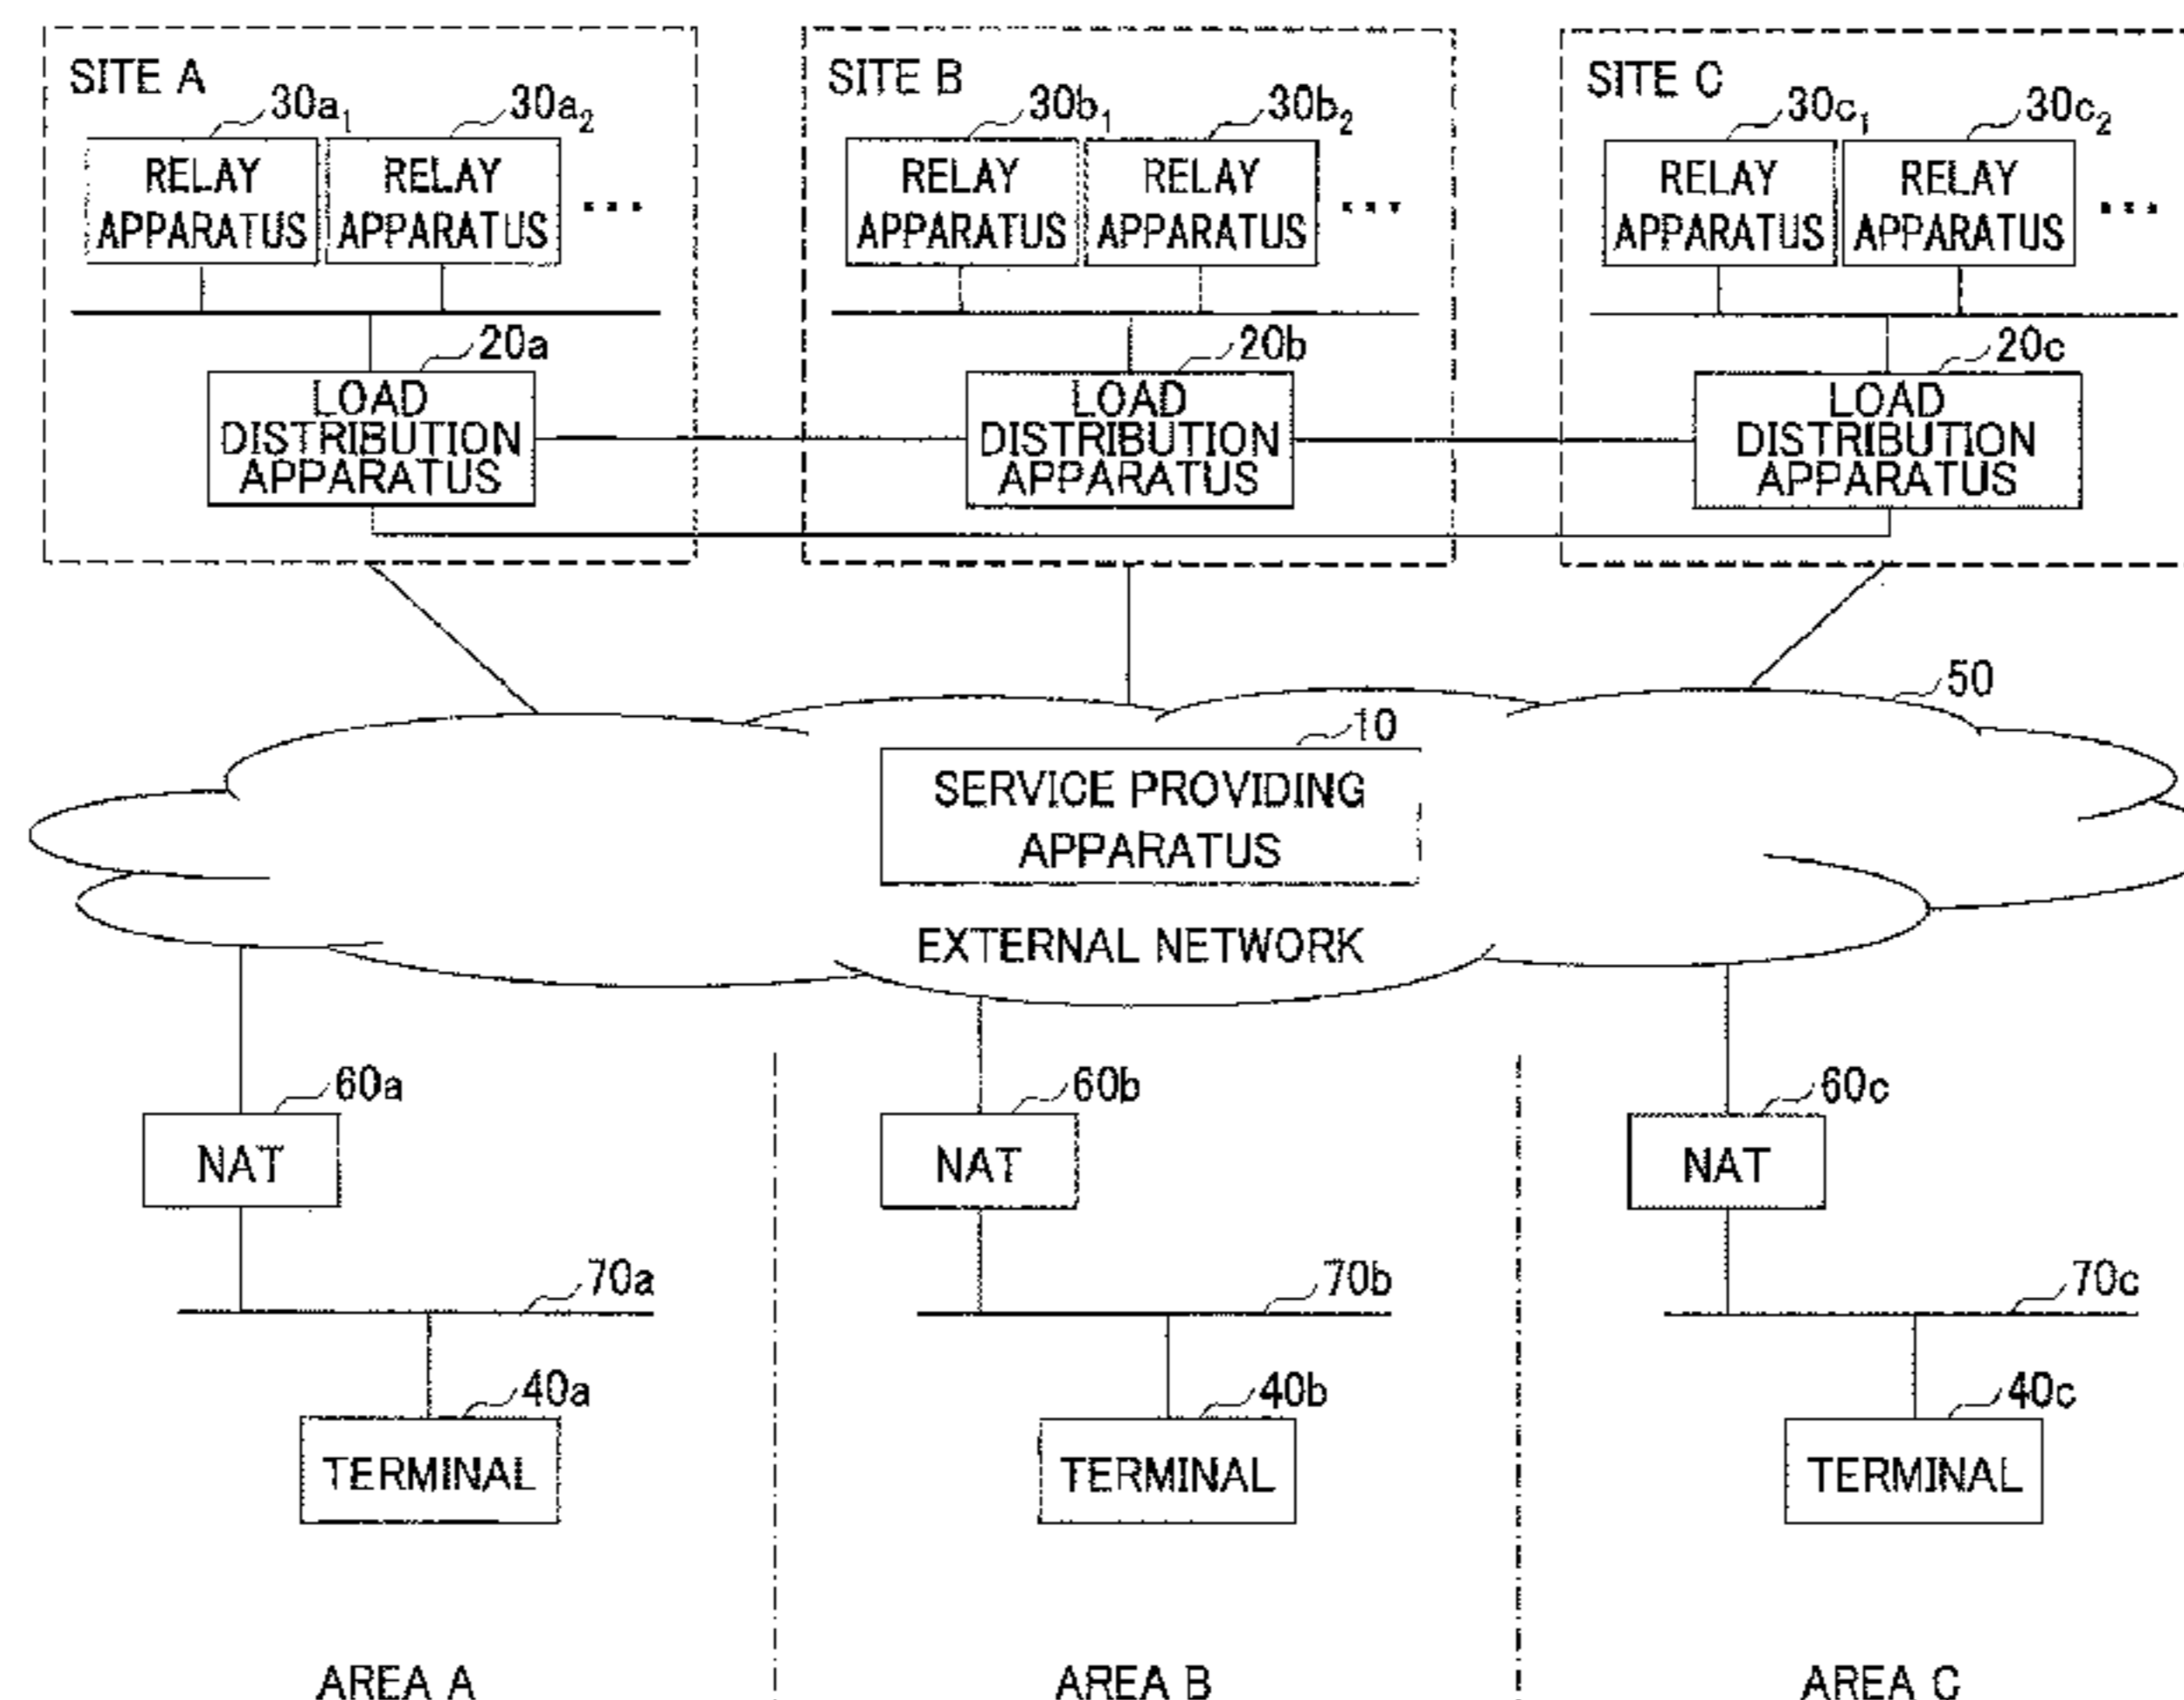 SITE A SITE B SITE C
30a1 30a2 30b1 30b2 30c1 30c2
RELAY RELAY RELAY RELAY RELAY RELAY
APPARATUS APPARATUS ... APPARATUS APPARATUS ... APPARATUS APPARATUS ...
20a 20b 20c
LOAD LOAD LOAD
DISTRIBUTION DISTRIBUTION DISTRIBUTION
APPARATUS APPARATUS APPARATUS
50
10
SERVICE PROVIDING
APPARATUS
EXTERNAL NETWORK
60a 60b 60c
NAT NAT NAT
70a 70b 70c
40a 40b 40c
TERMINAL TERMINAL TERMINAL
AREA A AREA B AREA C